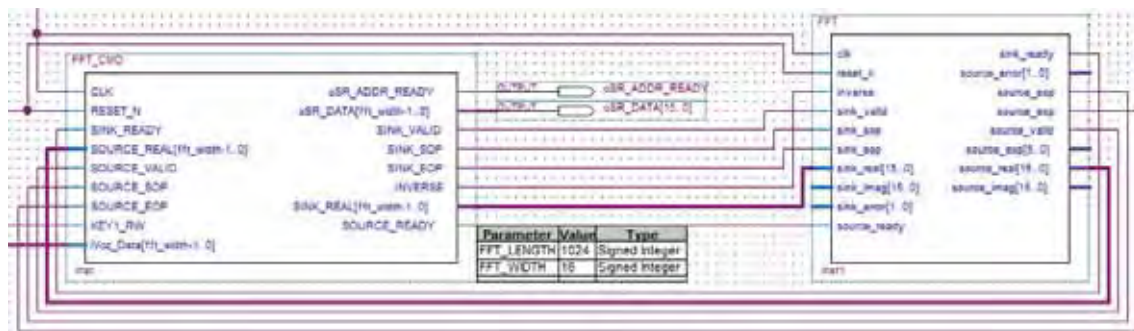 FFT
FFT_CMD
CLK
RESET_N
SINK_READY
SOURCE_REAL[fft_width-1..0]
SOURCE_VALID
SOURCE_SOP
SOURCE_EOP
KEY1_RW
oSR_ADDR_READY
oSR_DATA[fft_width-1..0]
SINK_VALID
SINK_SOP
SINK_EOP
INVERSE
SINK_REAL[fft_width-1..0]
SOURCE_READY
inst
OUTPUT
oSR_ADDR_READY
OUTPUT
oSR_DATA[15..0]
Parameter Value Type
FFT_LENGTH 1024 Signed Integer
FFT_WIDTH 16 Signed Integer
clk
reset_n
inverse
sink_valid
sink_sop
sink_eop
sink_real[15..0]
sink_imag[15..0]
sink_error[1..0]
source_ready
sink_ready
source_error[1..0]
source_sop
source_eop
source_valid
source_exp[5..0]
source_real[15..0]
source_imag[15..0]
inst1